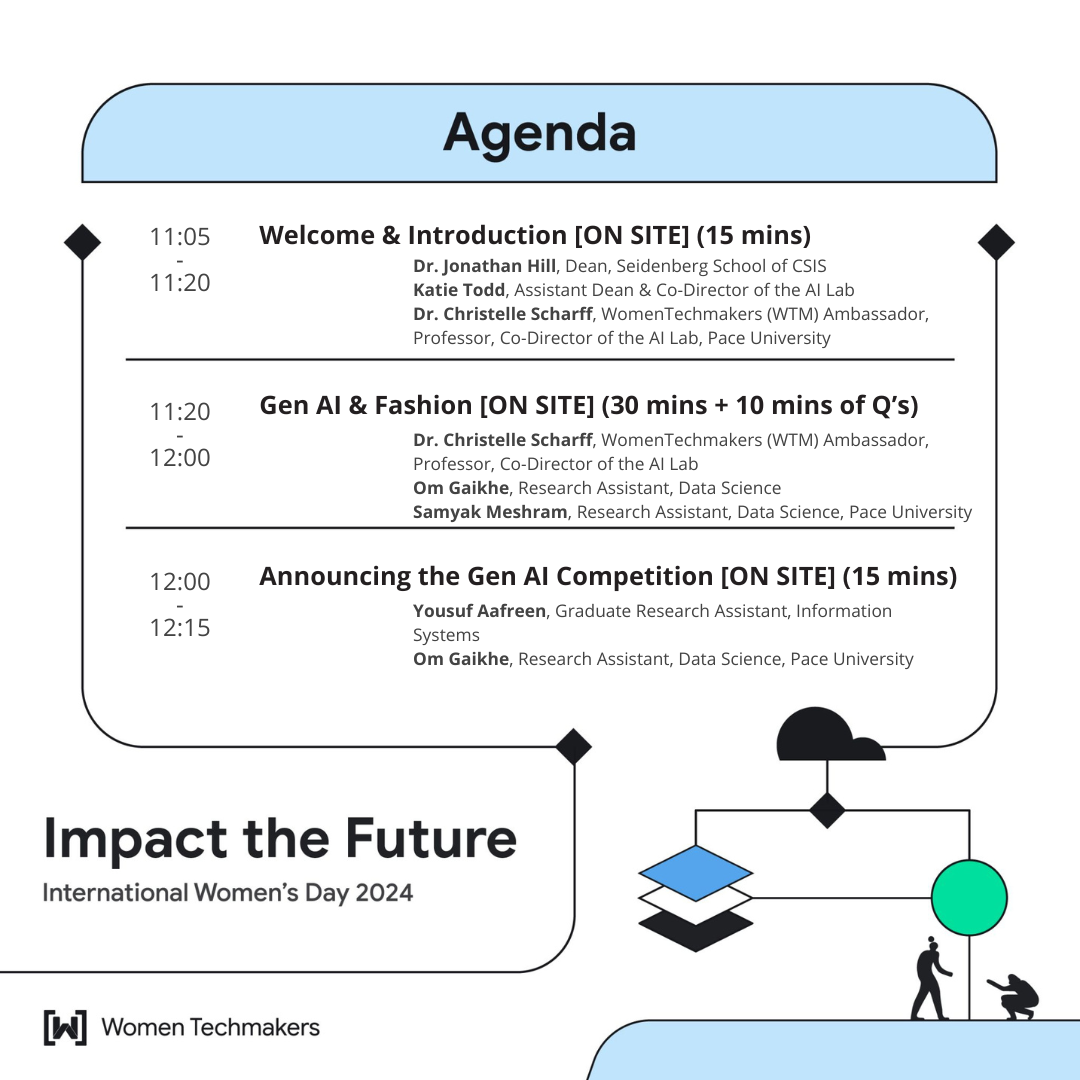 Agenda
11:05
-
11:20
Welcome & Introduction [ON SITE] (15 mins)
Dr. Jonathan Hill, Dean, Seidenberg School of CSIS
Katie Todd, Assistant Dean & Co-Director of the AI Lab
Dr. Christelle Scharff, WomenTechmakers (WTM) Ambassador,
Professor, Co-Director of the AI Lab, Pace University
11:20
-
12:00
Gen AI & Fashion [ON SITE] (30 mins + 10 mins of Q’s)
Dr. Christelle Scharff, WomenTechmakers (WTM) Ambassador,
Professor, Co-Director of the AI Lab
Om Gaikhe, Research Assistant, Data Science
Samyak Meshram, Research Assistant, Data Science, Pace University
12:00
-
12:15
Announcing the Gen AI Competition [ON SITE] (15 mins)
Yousuf Aafreen, Graduate Research Assistant, Information
Systems
Om Gaikhe, Research Assistant, Data Science, Pace University
Impact the Future
International Women’s Day 2024
[W] Women Techmakers